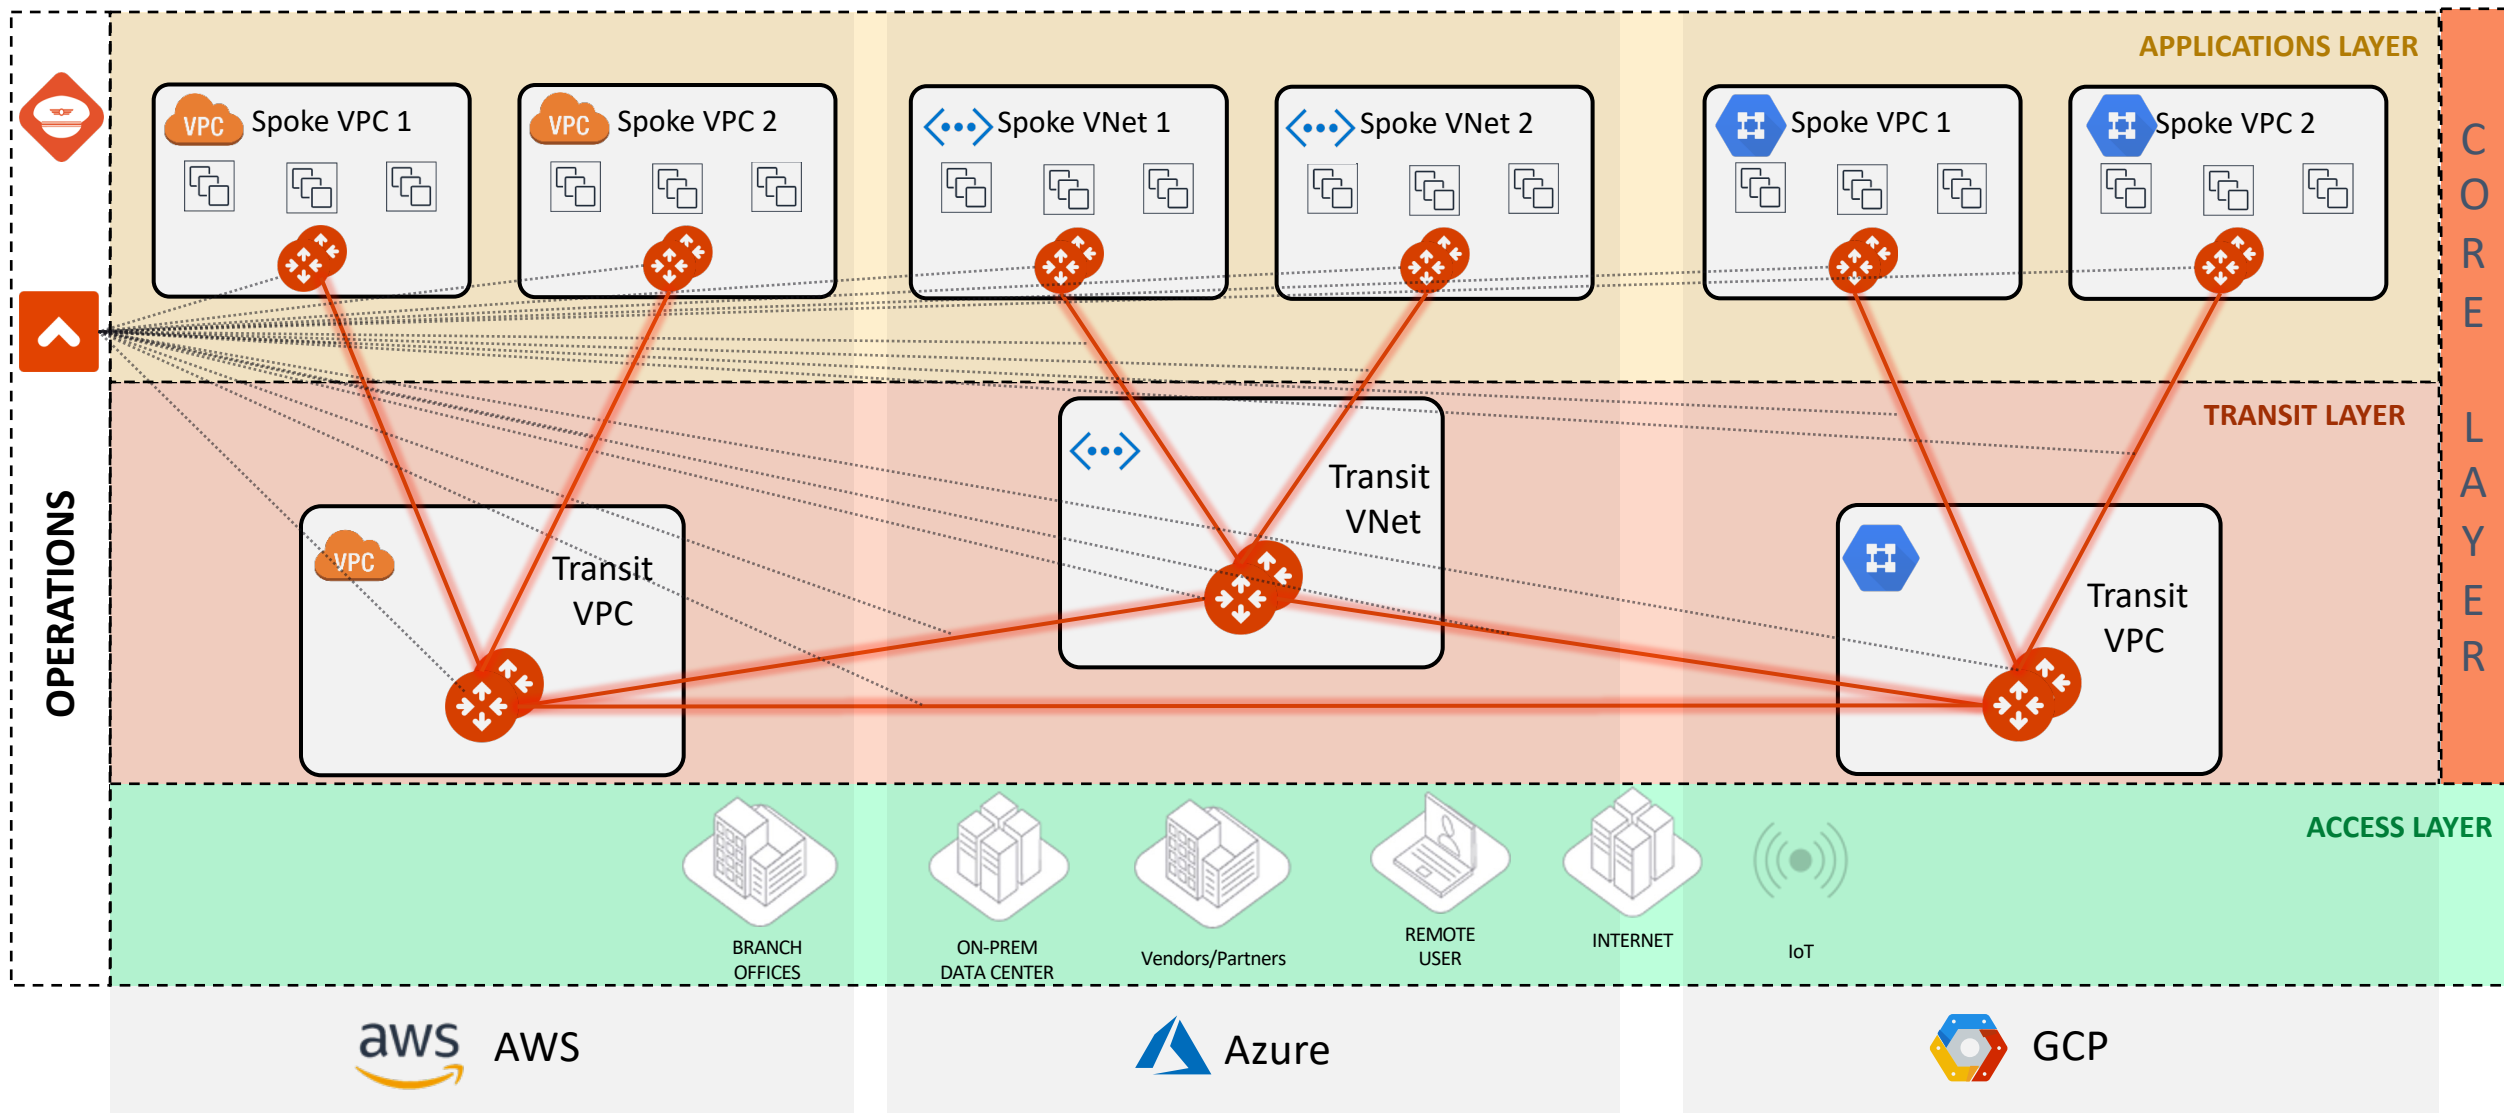 APPLICATIONS LAYER
VPC
Spoke VPC 1
VPC
Spoke VPC 2
Spoke VNet 1
Spoke VNet 2
Spoke VPC 1
Spoke VPC 2
CORE LAYER
OPERATIONS
TRANSIT LAYER
Transit
VNet
VPC
Transit
VPC
Transit
VPC
ACCESS LAYER
BRANCH
OFFICES
ON-PREM
DATA CENTER
Vendors/Partners
REMOTE
USER
INTERNET
IoT
aws
AWS
Azure
GCP